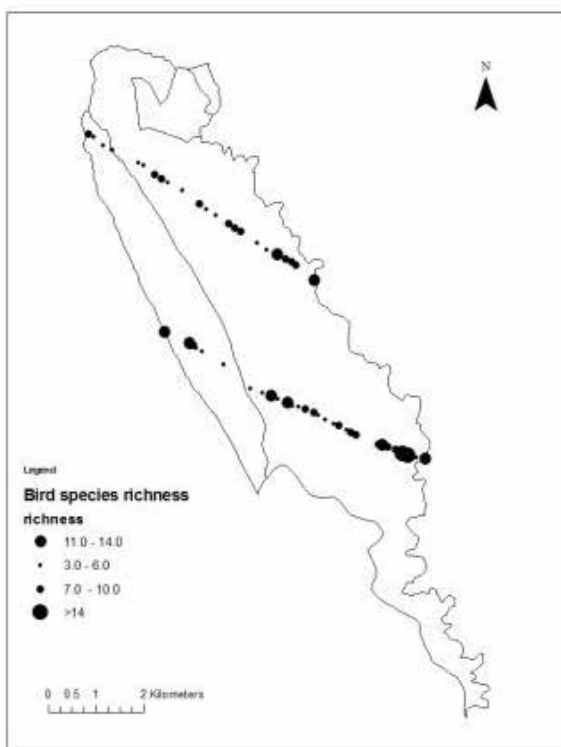 N
Legend
Bird species richness
richness
11.0 - 14.0
3.0 - 6.0
7.0 - 10.0
>14
0 0.5 1 2 Kilometers